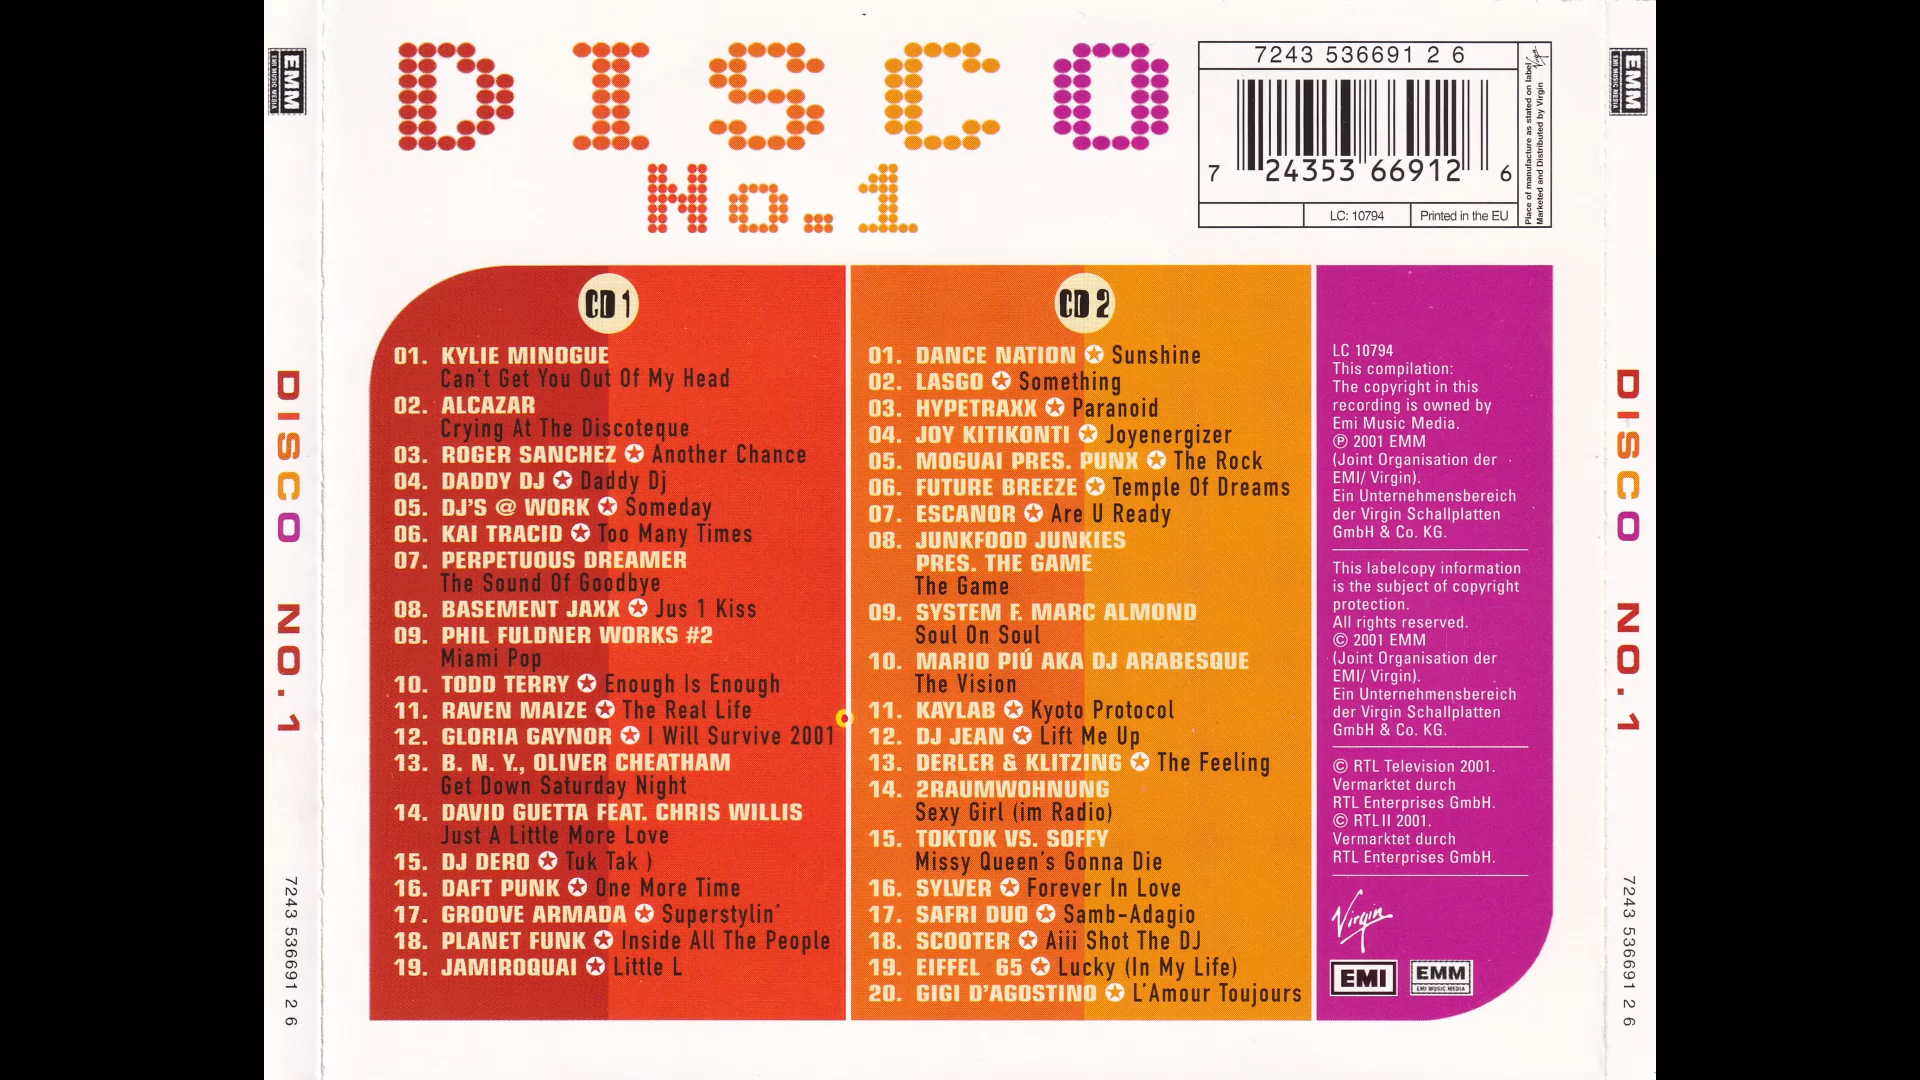 DISCO
No.1
7243 536691 2 6
7 24353 66912 6
LC: 10794
Printed in the EU
Place of manufacture as stated on label
Marketed and Distributed by Virgin
Virgin
EMM
EMI MUSIC MEDIA
DISCO NO.1
7243 536691 2 6
CD 1
01. KYLIE MINOGUE
Can't Get You Out Of My Head
02. ALCAZAR
Crying At The Discoteque
03. ROGER SANCHEZ ✪ Another Chance
04. DADDY DJ ✪ Daddy Dj
05. DJ'S @ WORK ✪ Someday
06. KAI TRACID ✪ Too Many Times
07. PERPETUOUS DREAMER
The Sound Of Goodbye
08. BASEMENT JAXX ✪ Jus 1 Kiss
09. PHIL FULDNER WORKS #2
Miami Pop
10. TODD TERRY ✪ Enough Is Enough
11. RAVEN MAIZE ✪ The Real Life
12. GLORIA GAYNOR ✪ I Will Survive 2001
13. B. N. Y., OLIVER CHEATHAM
Get Down Saturday Night
14. DAVID GUETTA FEAT. CHRIS WILLIS
Just A Little More Love
15. DJ DERO ✪ Tuk Tak )
16. DAFT PUNK ✪ One More Time
17. GROOVE ARMADA ✪ Superstylin'
18. PLANET FUNK ✪ Inside All The People
19. JAMIROQUAI ✪ Little L
CD 2
01. DANCE NATION ✪ Sunshine
02. LASGO ✪ Something
03. HYPETRAXX ✪ Paranoid
04. JOY KITIKONTI ✪ Joyenergizer
05. MOGUAI PRES. PUNX ✪ The Rock
06. FUTURE BREEZE ✪ Temple Of Dreams
07. ESCANOR ✪ Are U Ready
08. JUNKFOOD JUNKIES
PRES. THE GAME
The Game
09. SYSTEM F. MARC ALMOND
Soul On Soul
10. MARIO PIÚ AKA DJ ARABESQUE
The Vision
11. KAYLAB ✪ Kyoto Protocol
12. DJ JEAN ✪ Lift Me Up
13. DERLER & KLITZING ✪ The Feeling
14. 2RAUMWOHNUNG
Sexy Girl (im Radio)
15. TOKTOK VS. SOFFY
Missy Queen's Gonna Die
16. SYLVER ✪ Forever In Love
17. SAFRI DUO ✪ Samb-Adagio
18. SCOOTER ✪ Aiii Shot The DJ
19. EIFFEL 65 ✪ Lucky (In My Life)
20. GIGI D'AGOSTINO ✪ L'Amour Toujours
LC 10794
This compilation:
The copyright in this
recording is owned by
Emi Music Media.
℗ 2001 EMM
(Joint Organisation der
EMI/ Virgin).
Ein Unternehmensbereich
der Virgin Schallplatten
GmbH & Co. KG.
This labelcopy information
is the subject of copyright
protection.
All rights reserved.
© 2001 EMM
(Joint Organisation der
EMI/ Virgin).
Ein Unternehmensbereich
der Virgin Schallplatten
GmbH & Co. KG.
© RTL Television 2001.
Vermarktet durch
RTL Enterprises GmbH.
© RTLII 2001.
Vermarktet durch
RTL Enterprises GmbH.
Virgin
EMI
EMM
EMI MUSIC MEDIA
EMM
EMI MUSIC MEDIA
DISCO NO.1
7243 536691 2 6